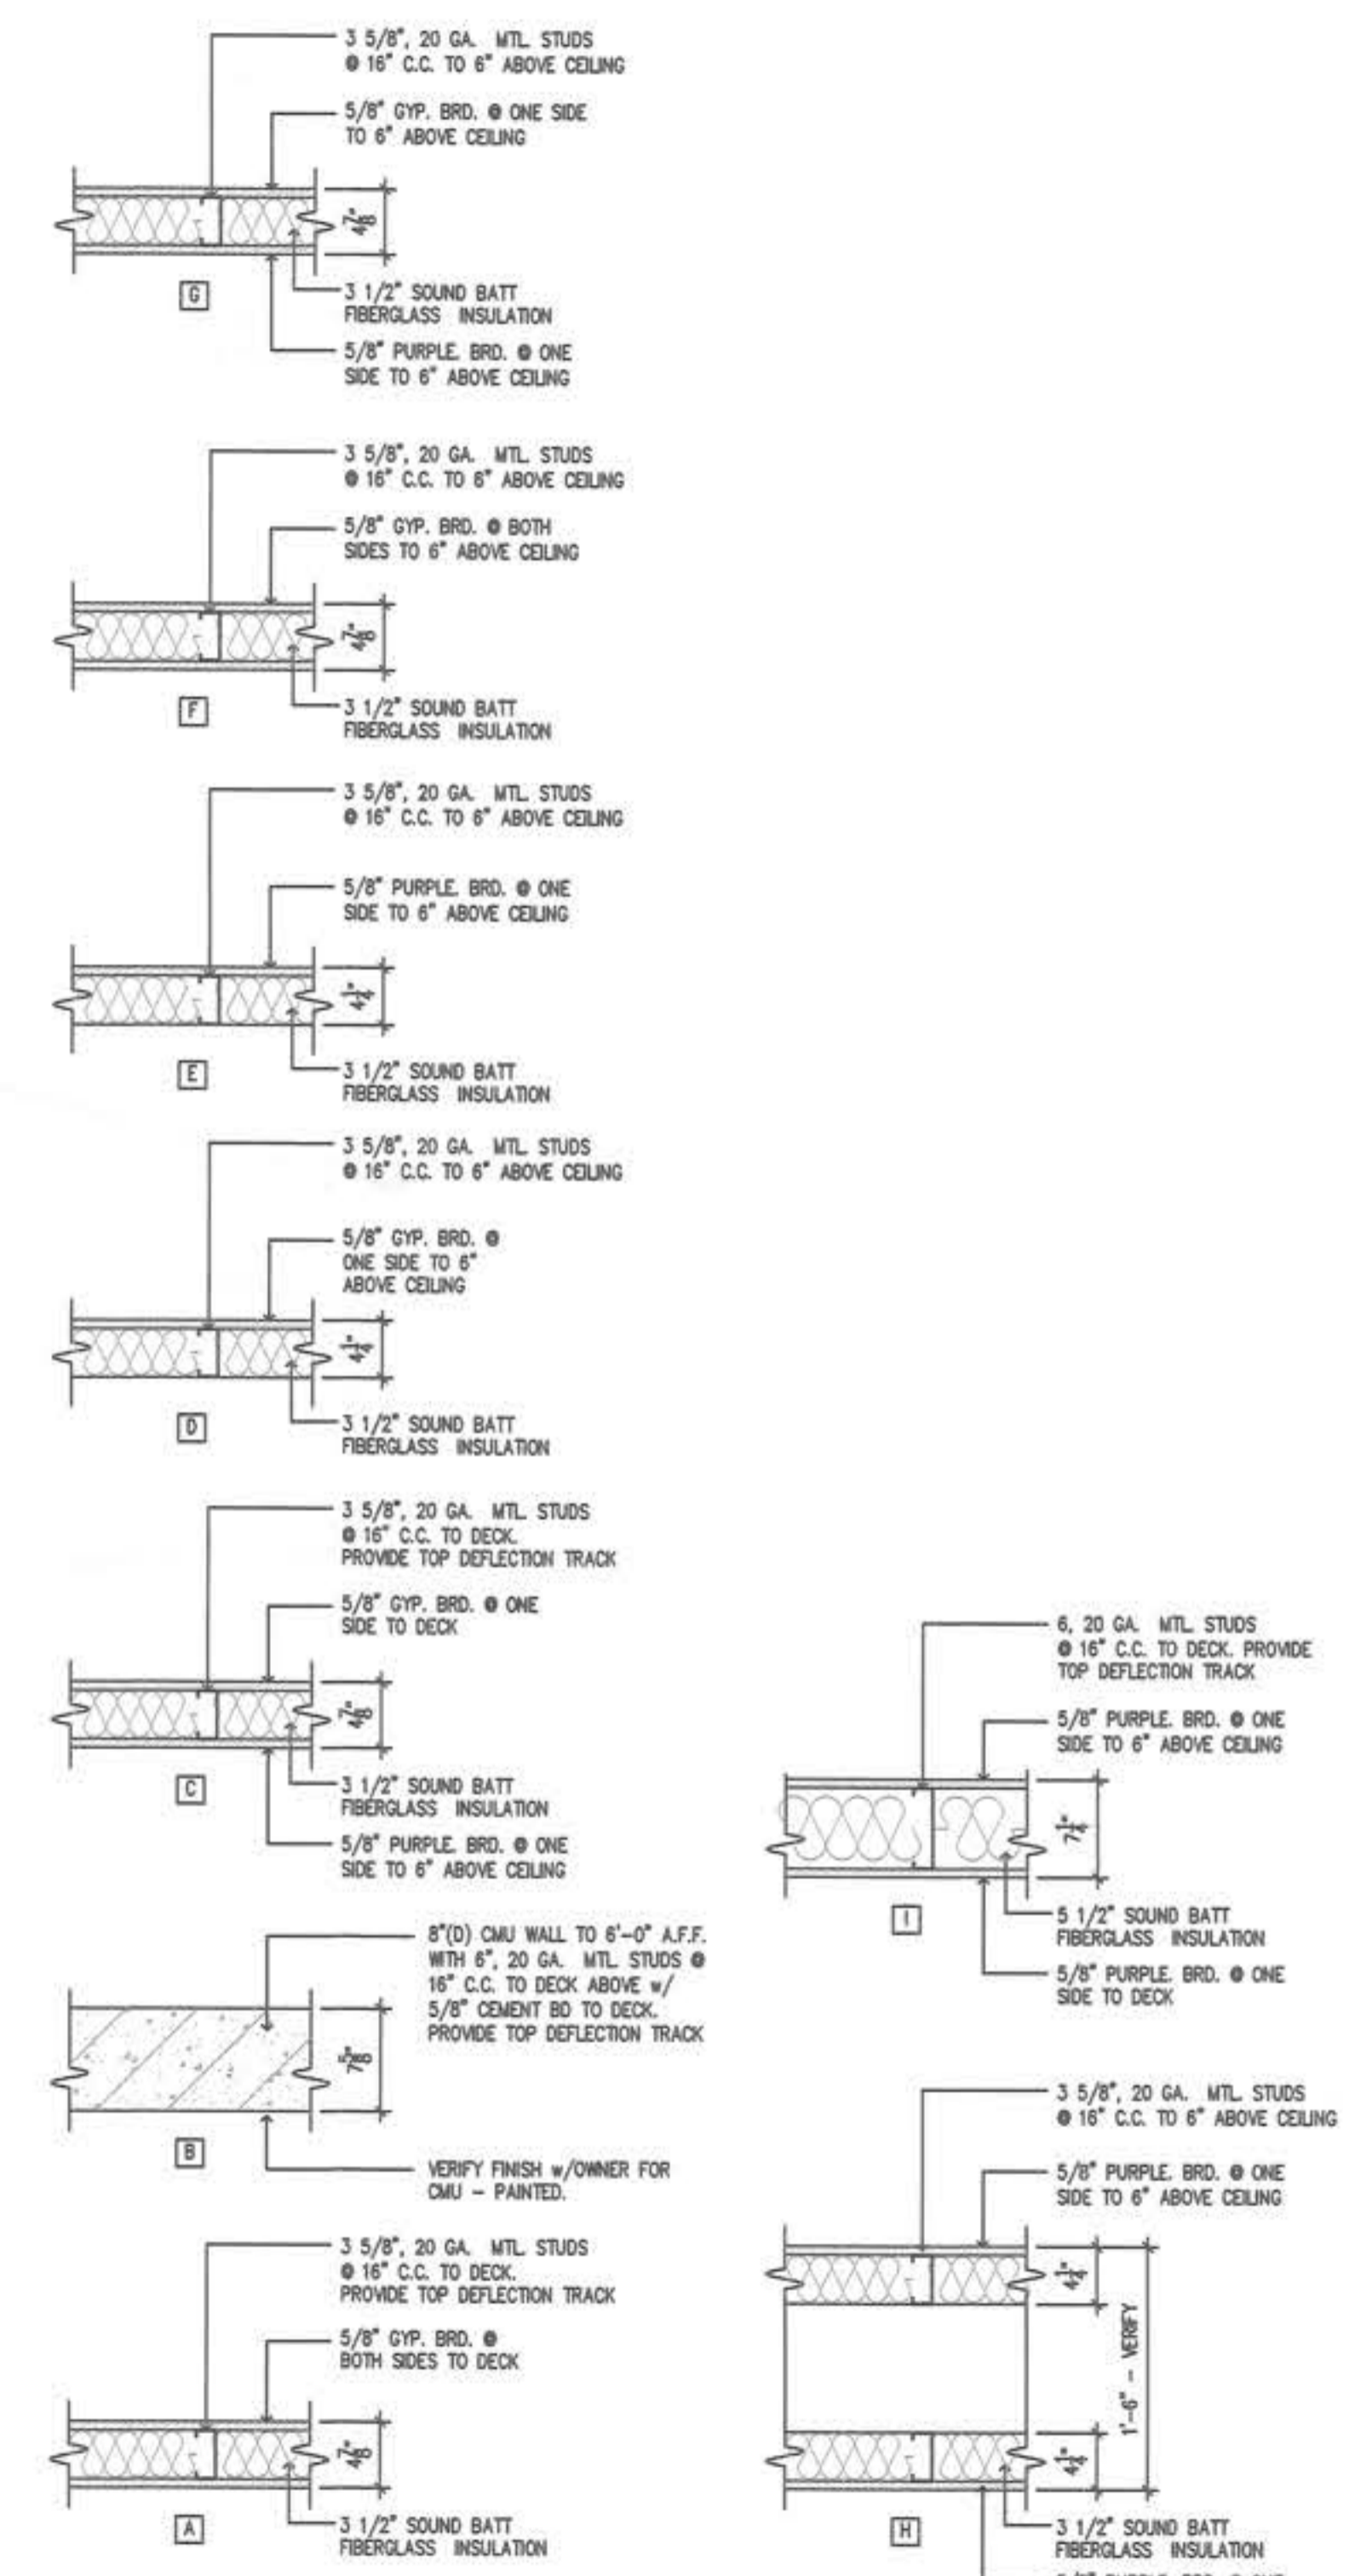 3 5/8", 20 GA. MTL. STUDS
@ 16" C.C. TO 6" ABOVE CEILING
5/8" GYP. BRD. @ ONE SIDE
TO 6" ABOVE CEILING
4 7/8"
G
3 1/2" SOUND BATT
FIBERGLASS INSULATION
5/8" PURPLE. BRD. @ ONE
SIDE TO 6" ABOVE CEILING
3 5/8", 20 GA. MTL. STUDS
@ 16" C.C. TO 6" ABOVE CEILING
5/8" GYP. BRD. @ BOTH
SIDES TO 6" ABOVE CEILING
4 7/8"
F
3 1/2" SOUND BATT
FIBERGLASS INSULATION
3 5/8", 20 GA. MTL. STUDS
@ 16" C.C. TO 6" ABOVE CEILING
5/8" PURPLE. BRD. @ ONE
SIDE TO 6" ABOVE CEILING
4 1/4"
E
3 1/2" SOUND BATT
FIBERGLASS INSULATION
3 5/8", 20 GA. MTL. STUDS
@ 16" C.C. TO 6" ABOVE CEILING
5/8" GYP. BRD. @
ONE SIDE TO 6"
ABOVE CEILING
4 1/4"
D
3 1/2" SOUND BATT
FIBERGLASS INSULATION
3 5/8", 20 GA. MTL. STUDS
@ 16" C.C. TO DECK.
PROVIDE TOP DEFLECTION TRACK
5/8" GYP. BRD. @ ONE
SIDE TO DECK
4 7/8"
C
3 1/2" SOUND BATT
FIBERGLASS INSULATION
5/8" PURPLE. BRD. @ ONE
SIDE TO 6" ABOVE CEILING
8"(D) CMU WALL TO 6'-0" A.F.F.
WITH 6", 20 GA. MTL. STUDS @
16" C.C. TO DECK ABOVE w/
5/8" CEMENT BD TO DECK.
PROVIDE TOP DEFLECTION TRACK
7 5/8"
B
VERIFY FINISH w/OWNER FOR
CMU - PAINTED.
3 5/8", 20 GA. MTL. STUDS
@ 16" C.C. TO DECK.
PROVIDE TOP DEFLECTION TRACK
5/8" GYP. BRD. @
BOTH SIDES TO DECK
4 7/8"
A
3 1/2" SOUND BATT
FIBERGLASS INSULATION
6, 20 GA. MTL. STUDS
@ 16" C.C. TO DECK. PROVIDE
TOP DEFLECTION TRACK
5/8" PURPLE. BRD. @ ONE
SIDE TO 6" ABOVE CEILING
7 1/4"
I
5 1/2" SOUND BATT
FIBERGLASS INSULATION
5/8" PURPLE. BRD. @ ONE
SIDE TO DECK
3 5/8", 20 GA. MTL. STUDS
@ 16" C.C. TO 6" ABOVE CEILING
5/8" PURPLE. BRD. @ ONE
SIDE TO 6" ABOVE CEILING
4 1/4"
1'-6" - VERIFY
4 1/4"
H
3 1/2" SOUND BATT
FIBERGLASS INSULATION